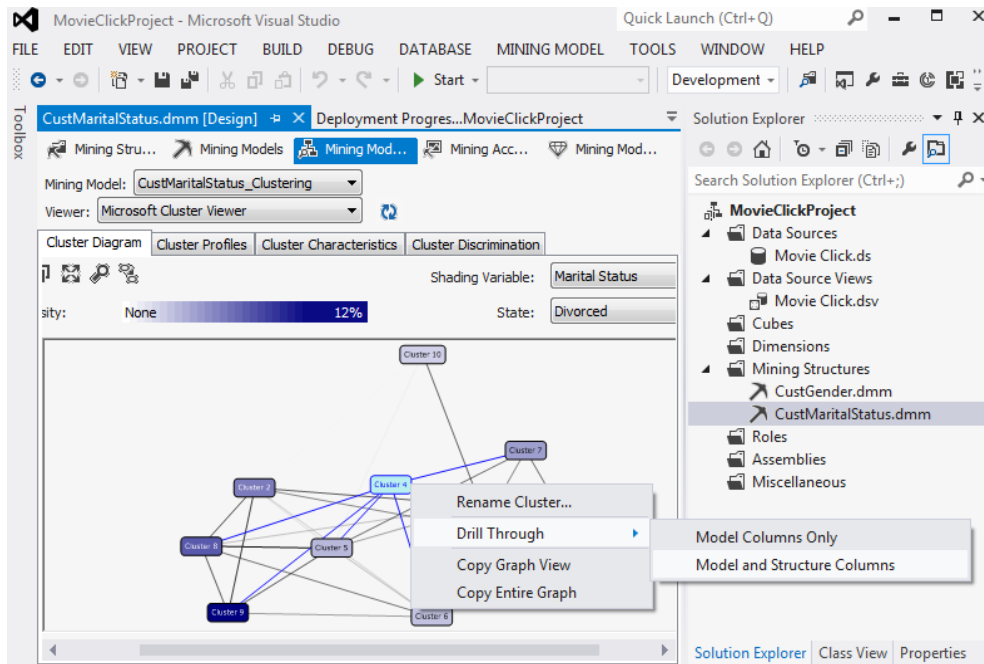 MovieClickProject - Microsoft Visual Studio
Quick Launch (Ctrl+Q)
FILE EDIT VIEW PROJECT BUILD DEBUG DATABASE MINING MODEL TOOLS WINDOW HELP
Start
Development
Toolbox
CustMaritalStatus.dmm [Design]
Deployment Progres...MovieClickProject
Mining Stru...
Mining Models
Mining Mod...
Mining Acc...
Mining Mod...
Mining Model: CustMaritalStatus_Clustering
Viewer: Microsoft Cluster Viewer
Cluster Diagram
Cluster Profiles
Cluster Characteristics
Cluster Discrimination
Shading Variable: Marital Status
sity: None 12%
State: Divorced
Cluster 10
Cluster 7
Cluster 4
Cluster 2
Cluster 8
Cluster 5
Cluster 9
Cluster 6
Rename Cluster...
Drill Through
Copy Graph View
Copy Entire Graph
Model Columns Only
Model and Structure Columns
Solution Explorer
Search Solution Explorer (Ctrl+;)
MovieClickProject
Data Sources
Movie Click.ds
Data Source Views
Movie Click.dsv
Cubes
Dimensions
Mining Structures
CustGender.dmm
CustMaritalStatus.dmm
Roles
Assemblies
Miscellaneous
Solution Explorer
Class View
Properties